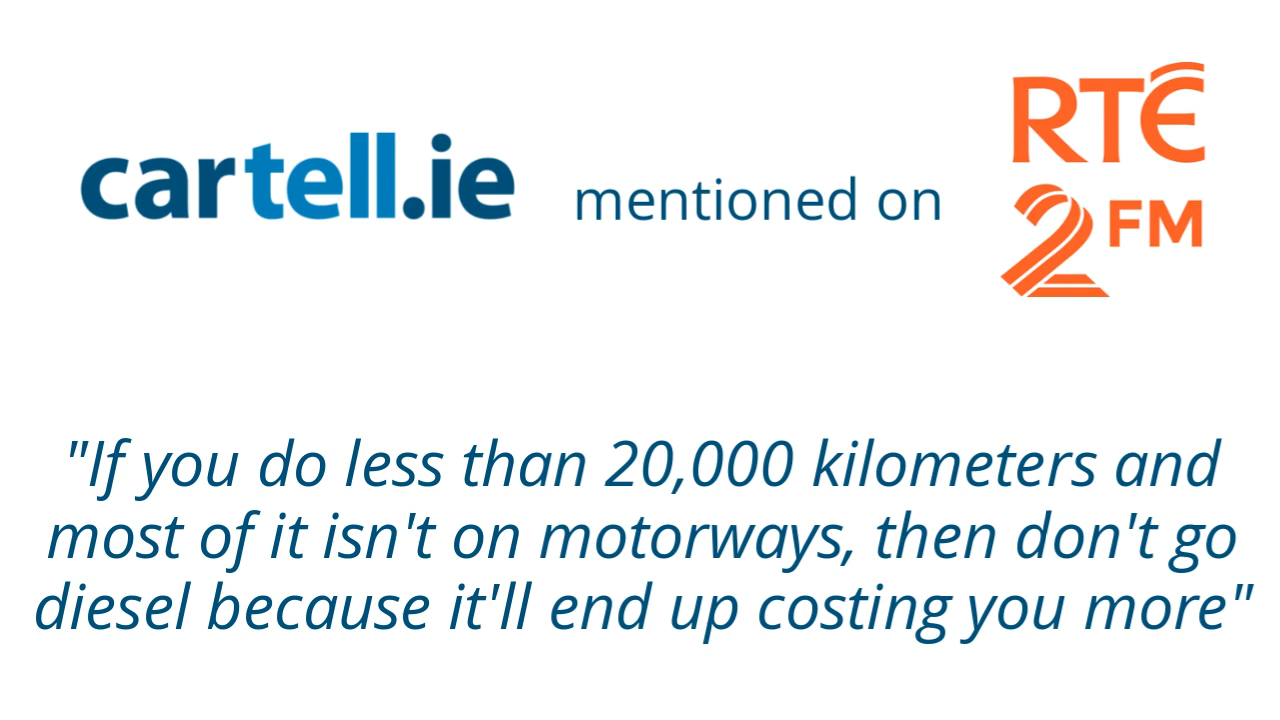 cartell.ie mentioned on
RTÉ
2FM
"If you do less than 20,000 kilometers and
most of it isn't on motorways, then don't go
diesel because it'll end up costing you more"